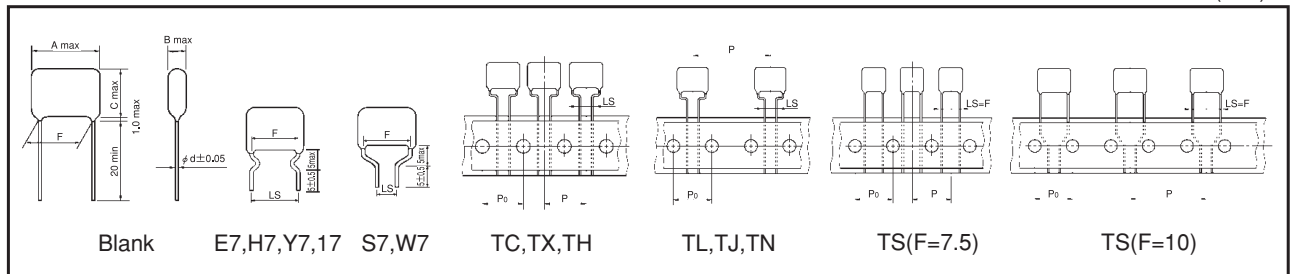 A max
B max
C max
1.0 max
F
20 min
φd±0.05
F
5max
5±0.5
LS
F
5max
5±0.5
LS
LS
P0
P
P
LS
P0
LS=F
P0
P
LS=F
P0
P
Blank
E7,H7,Y7,17
S7,W7
TC,TX,TH
TL,TJ,TN
TS(F=7.5)
TS(F=10)